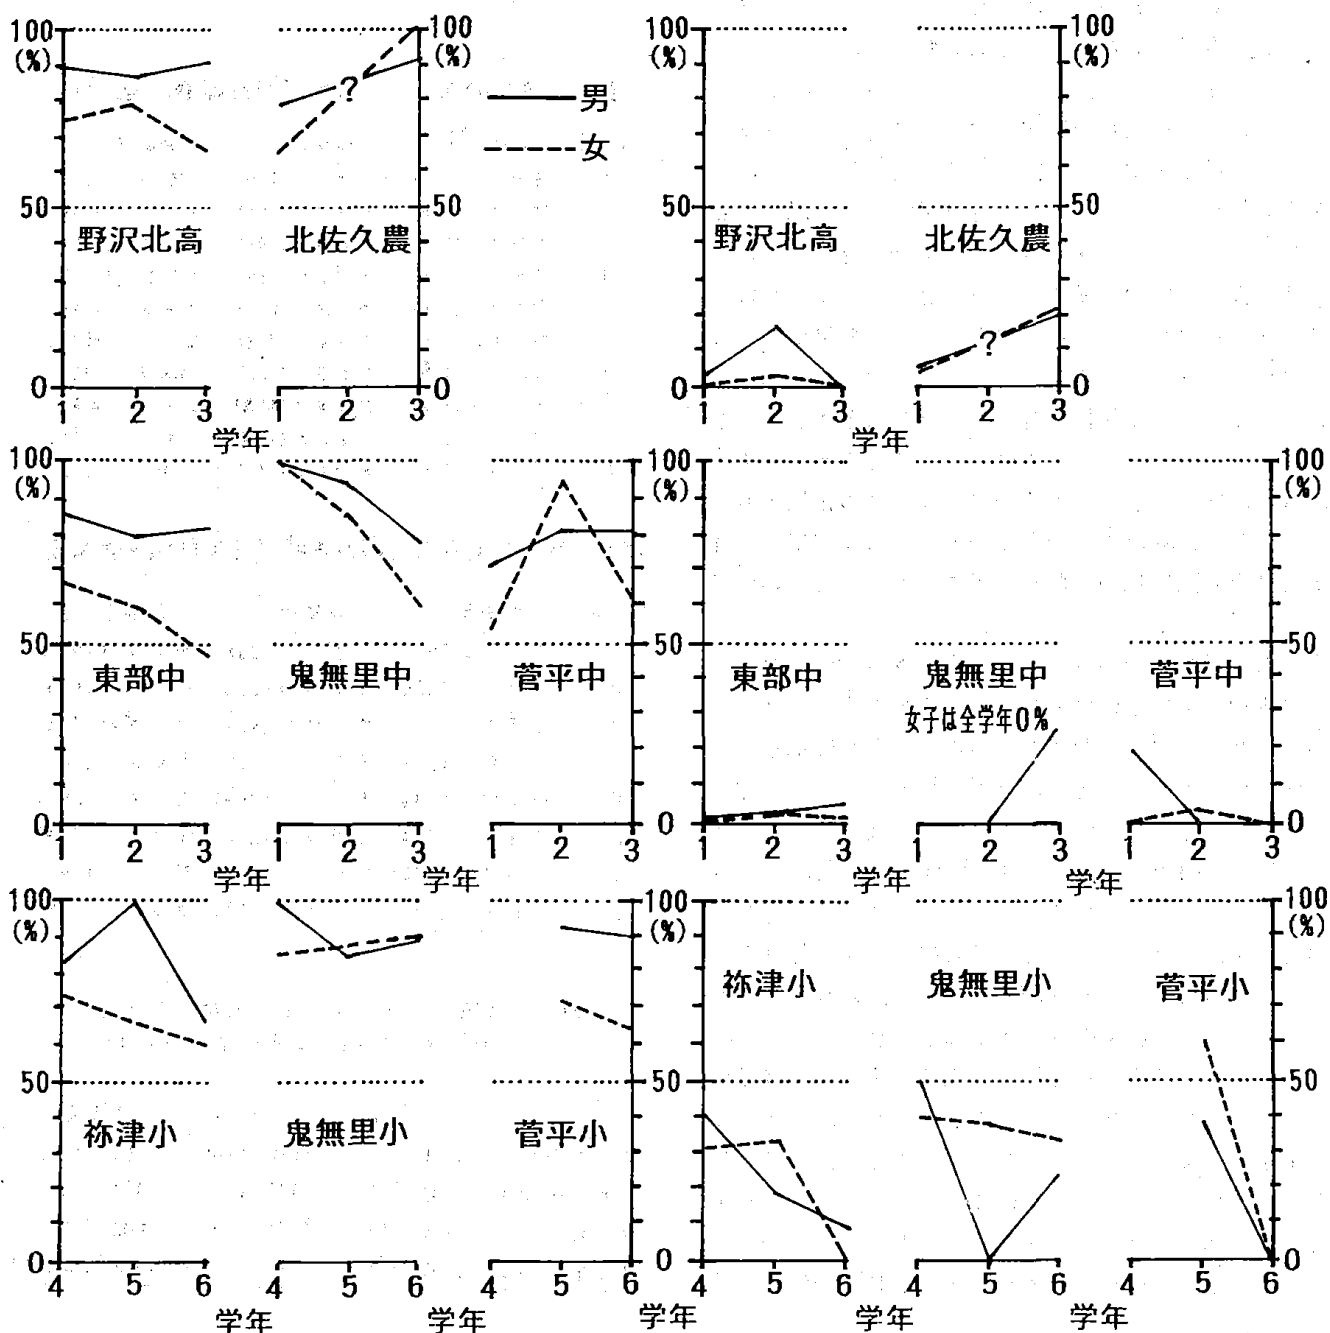 100 100 100 100
(%) (%) (%) (%)
? 男
女
50 50 50 50
野沢北高 北佐久農 野沢北高 北佐久農
?
0 0 0 0
1 2 3 1 2 3 1 2 3 1 2 3
学年 学年
100 100 100
(%) (%) (%)
50 50 50
東部中 鬼無里中 菅平中 東部中 鬼無里中 菅平中
女子は全学年0%
0 0 0
1 2 3 1 2 3 1 2 3 1 2 3 1 2 3 1 2 3
学年 学年 学年 学年
100 100 100
(%) (%) (%)
祢津小 鬼無里小 菅平小
50 50 50
祢津小 鬼無里小 菅平小
0 0 0
4 5 6 4 5 6 4 5 6 4 5 6 4 5 6 4 5 6
学年 学年 学年 学年 学年